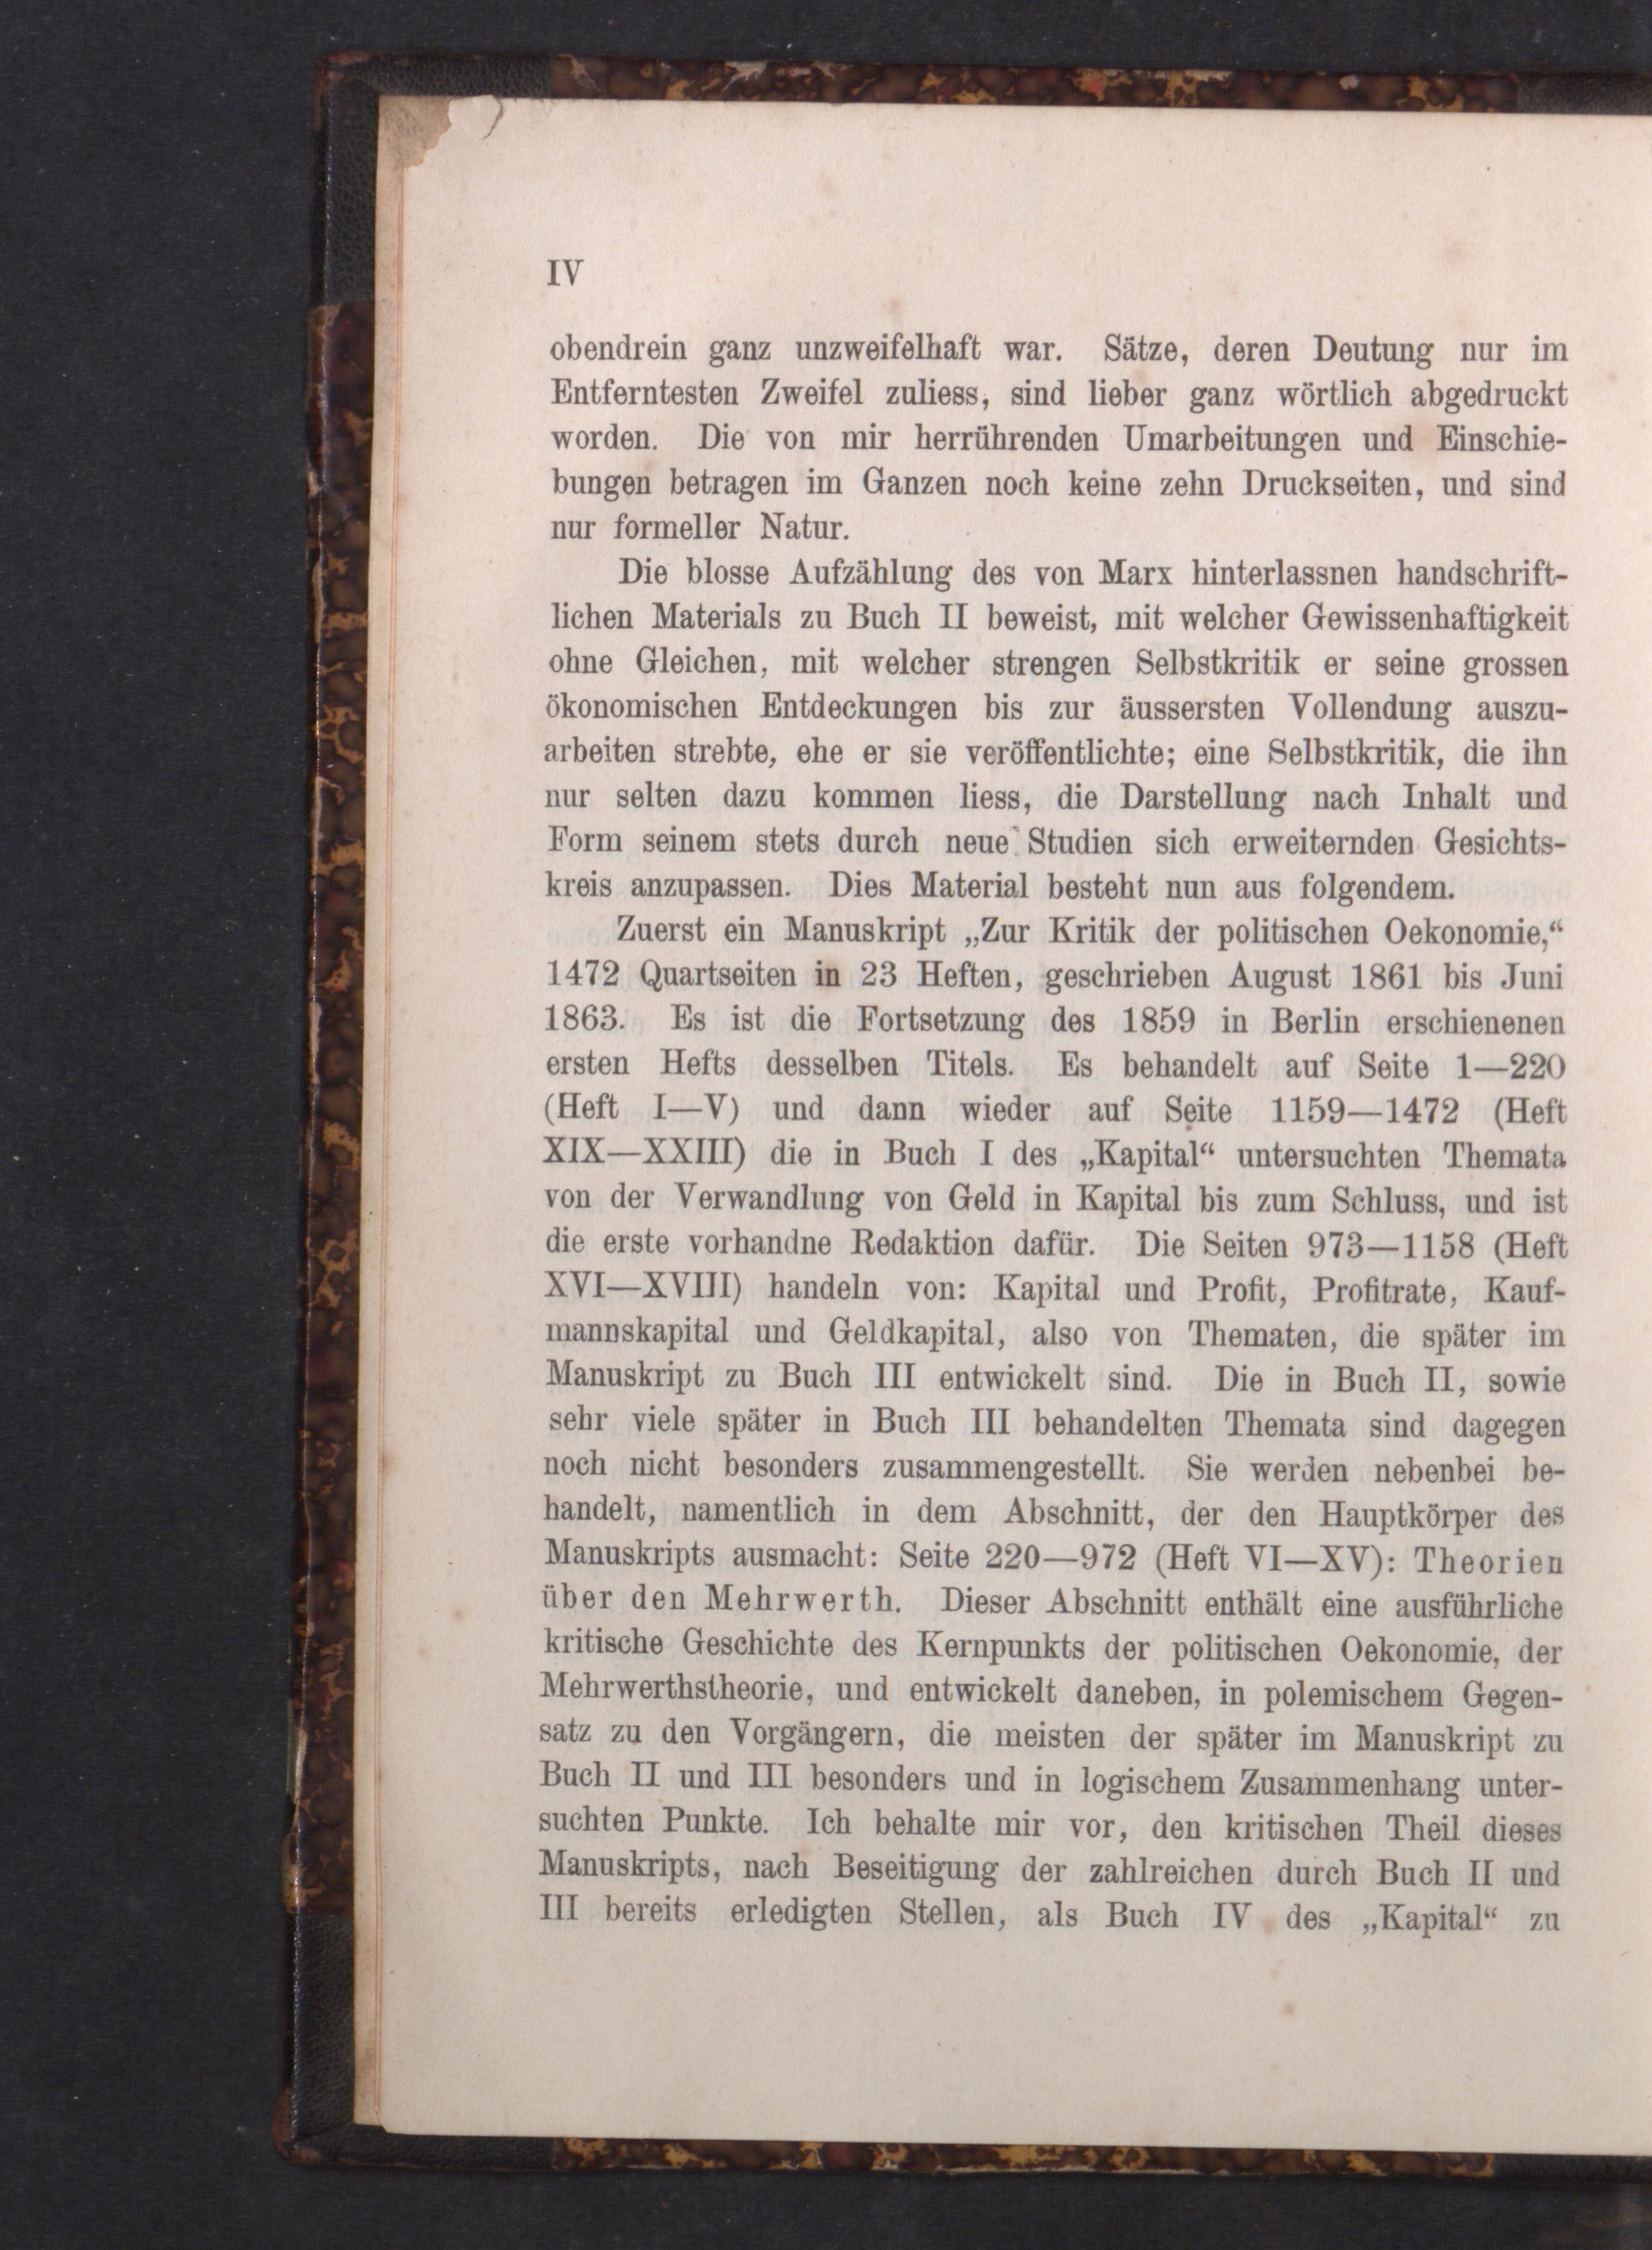 IV
obendrein ganz unzweifelhaft war. Sätze, deren Deutung nur im
Entferntesten Zweifel zuliess, sind lieber ganz wörtlich abgedruckt
worden. Die von mir herrührenden Umarbeitungen und Einschie-
bungen betragen im Ganzen noch keine zehn Druckseiten, und sind
nur formeller Natur.
Die blosse Aufzählung des von Marx hinterlassnen handschrift-
lichen Materials zu Buch II beweist, mit welcher Gewissenhaftigkeit
ohne Gleichen, mit welcher strengen Selbstkritik er seine grossen
ökonomischen Entdeckungen bis zur äussersten Vollendung auszu-
arbeiten strebte, ehe er sie veröffentlichte; eine Selbstkritik, die ihn
nur selten dazu kommen liess, die Darstellung nach Inhalt und
Form seinem stets durch neue Studien sich erweiternden Gesichts-
kreis anzupassen. Dies Material besteht nun aus folgendem.
Zuerst ein Manuskript „Zur Kritik der politischen Oekonomie,“
1472 Quartseiten in 23 Heften, geschrieben August 1861 bis Juni
1863. Es ist die Fortsetzung des 1859 in Berlin erschienenen
ersten Hefts desselben Titels. Es behandelt auf Seite 1—220
(Heft I—V) und dann wieder auf Seite 1159—1472 (Heft
XIX—XXIII) die in Buch I des „Kapital“ untersuchten Themata
von der Verwandlung von Geld in Kapital bis zum Schluss, und ist
die erste vorhandne Redaktion dafür. Die Seiten 973—1158 (Heft
XVI—XVIII) handeln von: Kapital und Profit, Profitrate, Kauf-
mannskapital und Geldkapital, also von Thematen, die später im
Manuskript zu Buch III entwickelt sind. Die in Buch II, sowie
sehr viele später in Buch III behandelten Themata sind dagegen
noch nicht besonders zusammengestellt. Sie werden nebenbei be-
handelt, namentlich in dem Abschnitt, der den Hauptkörper des
Manuskripts ausmacht: Seite 220—972 (Heft VI—XV): Theorien
über den Mehrwerth. Dieser Abschnitt enthält eine ausführliche
kritische Geschichte des Kernpunkts der politischen Oekonomie, der
Mehrwerthstheorie, und entwickelt daneben, in polemischem Gegen-
satz zu den Vorgängern, die meisten der später im Manuskript zu
Buch II und III besonders und in logischem Zusammenhang unter-
suchten Punkte. Ich behalte mir vor, den kritischen Theil dieses
Manuskripts, nach Beseitigung der zahlreichen durch Buch II und
III bereits erledigten Stellen, als Buch IV des „Kapital“ zu